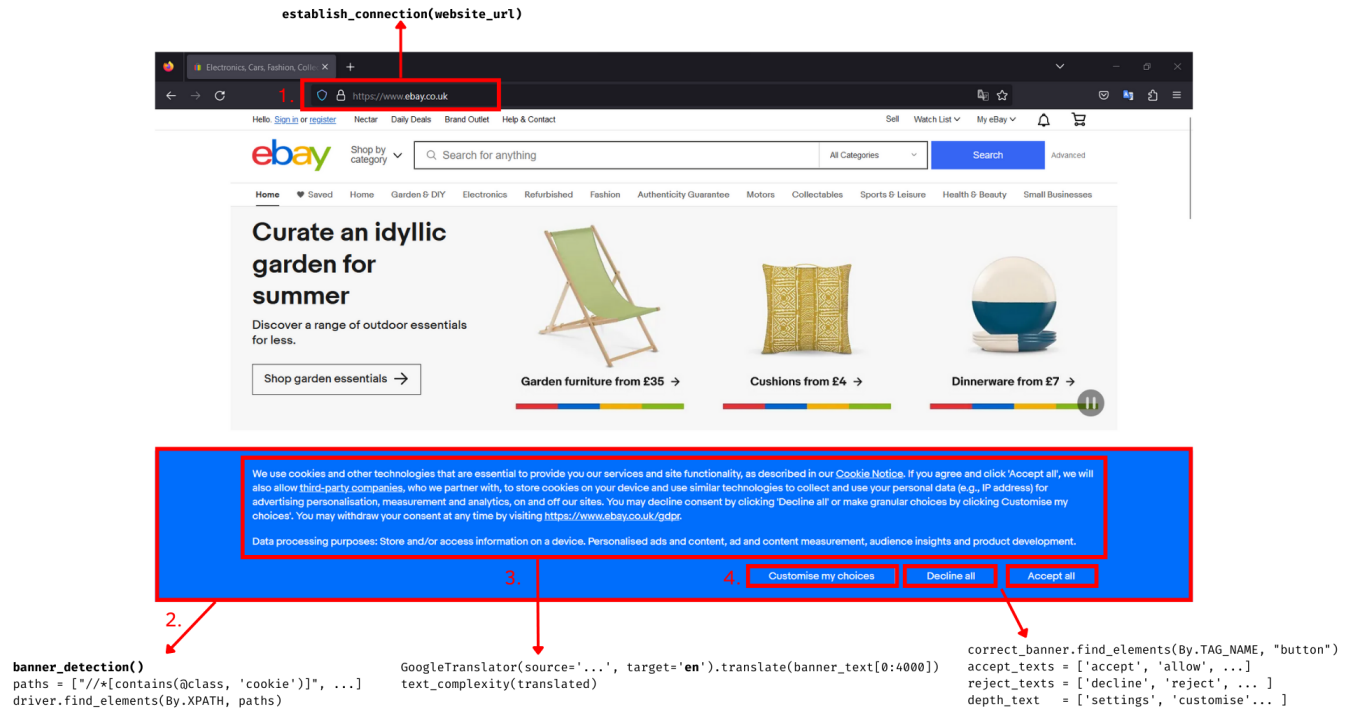 establish_connection(website_url)
Electronics, Cars, Fashion, Colle
1.
https://www.ebay.co.uk
Hello. Sign in or register Nectar Daily Deals Brand Outlet Help & Contact Sell Watch List My eBay
ebay Shop by category Search for anything All Categories Search Advanced
Home Saved Home Garden & DIY Electronics Refurbished Fashion Authenticity Guarantee Motors Collectables Sports & Leisure Health & Beauty Small Businesses
Curate an idyllic
garden for
summer
Discover a range of outdoor essentials
for less.
Shop garden essentials →
Garden furniture from £35 → Cushions from £4 → Dinnerware from £7 →
We use cookies and other technologies that are essential to provide you our services and site functionality, as described in our Cookie Notice. If you agree and click 'Accept all', we will
also allow third-party companies, who we partner with, to store cookies on your device and use similar technologies to collect and use your personal data (e.g., IP address) for
advertising personalisation, measurement and analytics, on and off our sites. You may decline consent by clicking 'Decline all' or make granular choices by clicking Customise my
choices'. You may withdraw your consent at any time by visiting https://www.ebay.co.uk/gdpr.
Data processing purposes: Store and/or access information on a device. Personalised ads and content, ad and content measurement, audience insights and product development.
3. 4. Customise my choices Decline all Accept all
2.
banner_detection()
paths = ["//*[contains(@class, 'cookie')]", ...]
driver.find_elements(By.XPATH, paths)
GoogleTranslator(source='...', target='en').translate(banner_text[0:4000])
text_complexity(translated)
correct_banner.find_elements(By.TAG_NAME, "button")
accept_texts = ['accept', 'allow', ...]
reject_texts = ['decline', 'reject', ... ]
depth_text = ['settings', 'customise'... ]